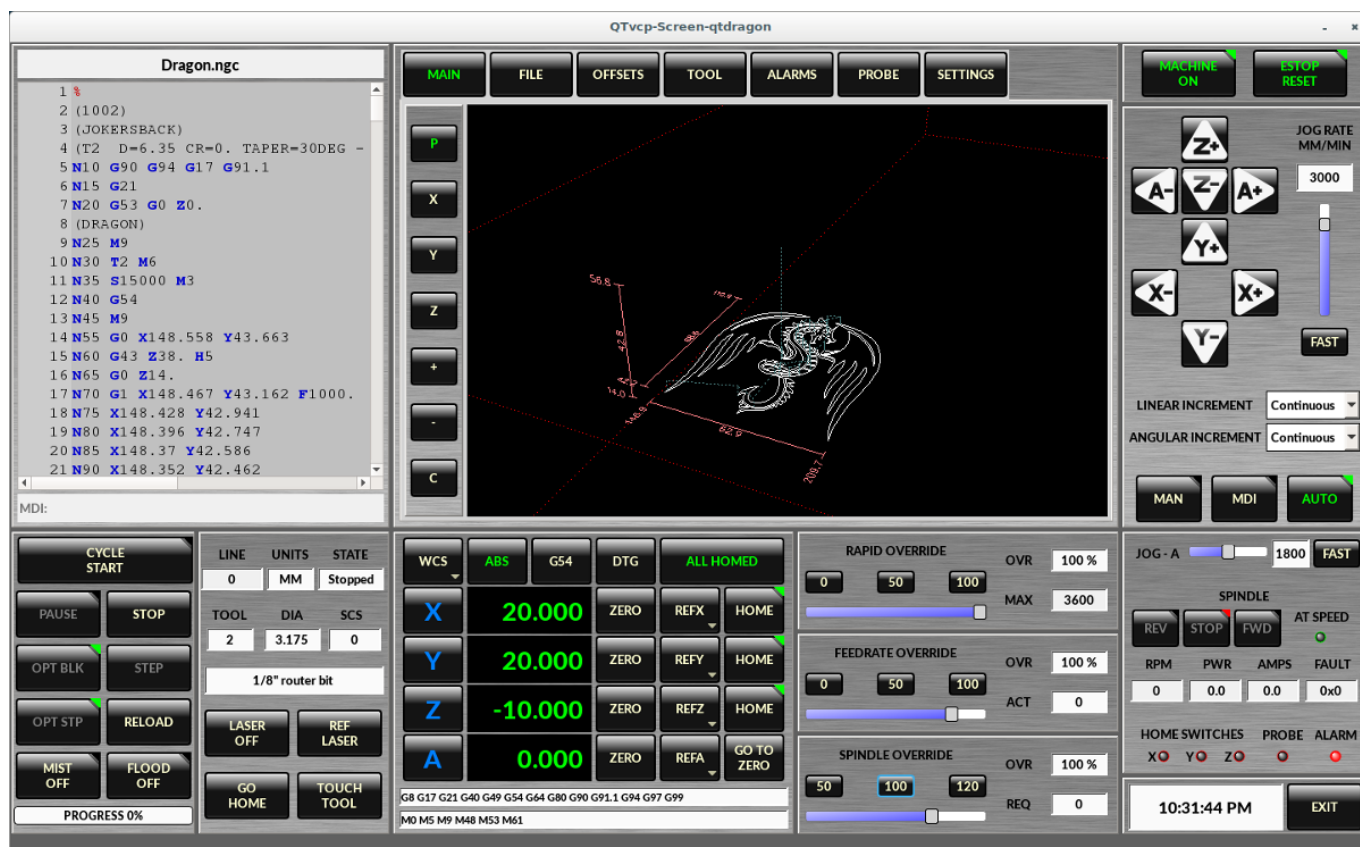 QTvcp-Screen-qtdragon
Dragon.ngc
1 %
2 (1002)
3 (JOKERSBACK)
4 (T2 D=6.35 CR=0. TAPER=30DEG -
5 N10 G90 G94 G17 G91.1
6 N15 G21
7 N20 G53 G0 Z0.
8 (DRAGON)
9 N25 M9
10 N30 T2 M6
11 N35 S15000 M3
12 N40 G54
13 N45 M9
14 N55 G0 X148.558 Y43.663
15 N60 G43 Z38. H5
16 N65 G0 Z14.
17 N70 G1 X148.467 Y43.162 F1000.
18 N75 X148.428 Y42.941
19 N80 X148.396 Y42.747
20 N85 X148.37 Y42.586
21 N90 X148.352 Y42.462
MDI:
MAIN FILE OFFSETS TOOL ALARMS PROBE SETTINGS
P
X
Y
Z
+
-
C
56.8
42.8
14.0
146.9
62.9
209.7
MACHINE ON
ESTOP RESET
Z+
A- Z- A+
Y+
X- X+
Y-
JOG RATE
MM/MIN
3000
FAST
LINEAR INCREMENT Continuous
ANGULAR INCREMENT Continuous
MAN MDI AUTO
CYCLE START
PAUSE STOP
OPT BLK STEP
OPT STP RELOAD
MIST OFF FLOOD OFF
PROGRESS 0%
LINE UNITS STATE
0 MM Stopped
TOOL DIA SCS
2 3.175 0
1/8" router bit
LASER OFF REF LASER
GO HOME TOUCH TOOL
WCS ABS G54 DTG ALL HOMED
X 20.000 ZERO REFX HOME
Y 20.000 ZERO REFY HOME
Z -10.000 ZERO REFZ HOME
A 0.000 ZERO REFA GO TO ZERO
G8 G17 G21 G40 G49 G54 G64 G80 G90 G91.1 G94 G97 G99
M0 M5 M9 M48 M53 M61
RAPID OVERRIDE OVR 100 %
0 50 100
MAX 3600
FEEDRATE OVERRIDE OVR 100 %
0 50 100
ACT 0
SPINDLE OVERRIDE OVR 100 %
50 100 120
REQ 0
JOG - A 1800 FAST
SPINDLE
REV STOP FWD AT SPEED
RPM PWR AMPS FAULT
0 0.0 0.0 0x0
HOME SWITCHES PROBE ALARM
X Y Z
10:31:44 PM EXIT